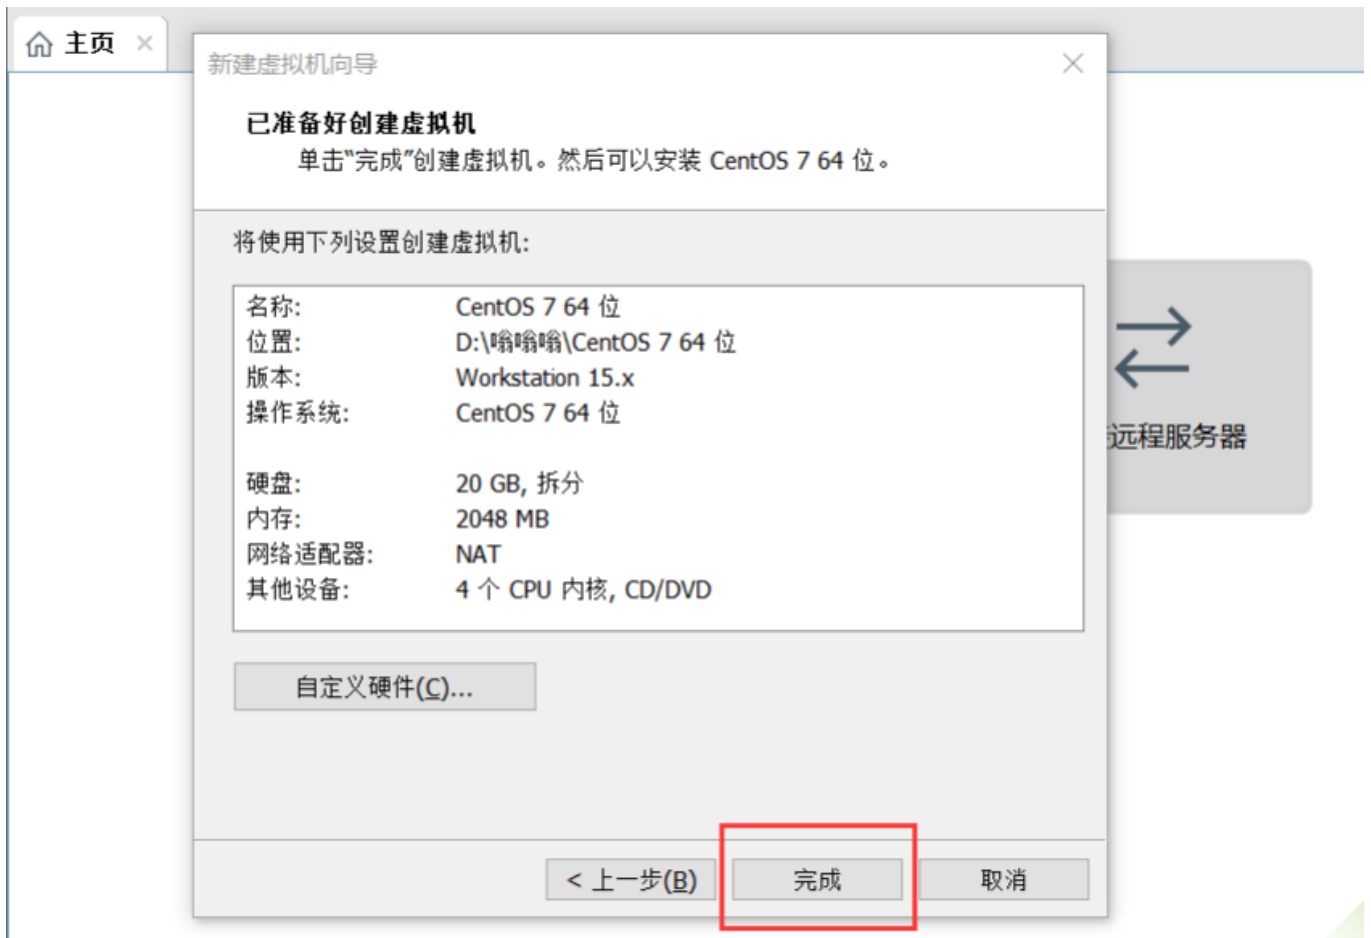 主页
新建虚拟机向导
已准备好创建虚拟机
单击“完成”创建虚拟机。然后可以安装 CentOS 7 64 位。
将使用下列设置创建虚拟机:
名称: CentOS 7 64 位
位置: D:\嗡嗡嗡\CentOS 7 64 位
版本: Workstation 15.x
操作系统: CentOS 7 64 位
硬盘: 20 GB, 拆分
内存: 2048 MB
网络适配器: NAT
其他设备: 4 个 CPU 内核, CD/DVD
远程服务器
自定义硬件(C)...
< 上一步(B) 完成 取消